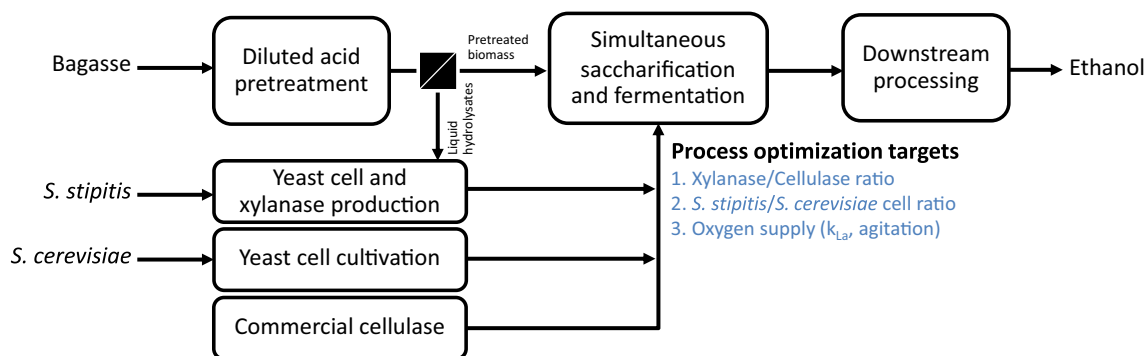 Bagasse
Diluted acid
pretreatment
Pretreated
biomass
Liquid
hydrolysates
Simultaneous
saccharification
and fermentation
Downstream
processing
Ethanol
S. stipitis
Yeast cell and
xylanase production
S. cerevisiae
Yeast cell cultivation
Commercial cellulase
Process optimization targets
1. Xylanase/Cellulase ratio
2. S. stipitis/S. cerevisiae cell ratio
3. Oxygen supply (kLa, agitation)